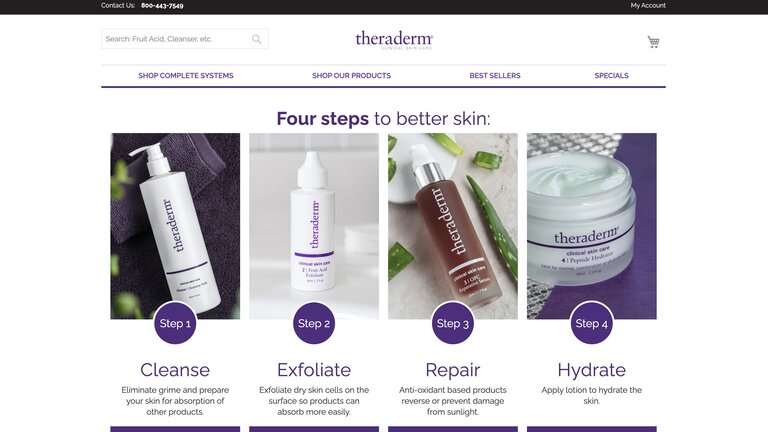 Contact Us: 800-443-7549
My Account
Search: Fruit Acid, Cleanser, etc.
theraderm
CLINICAL SKIN CARE
SHOP COMPLETE SYSTEMS
SHOP OUR PRODUCTS
BEST SELLERS
SPECIALS
Four steps to better skin:
theraderm
clinical skin care
theraderm
clinical skin care
2 | Fruit Acid
Exfoliant
theraderm
clinical skin care
3 | OPC
theraderm
clinical skin care
4 | Peptide Hydrator
Step 1
Step 2
Step 3
Step 4
Cleanse
Eliminate grime and prepare
your skin for absorption of
other products.
Exfoliate
Exfoliate dry skin cells on the
surface so products can
absorb more easily.
Repair
Anti-oxidant based products
reverse or prevent damage
from sunlight.
Hydrate
Apply lotion to hydrate the
skin.